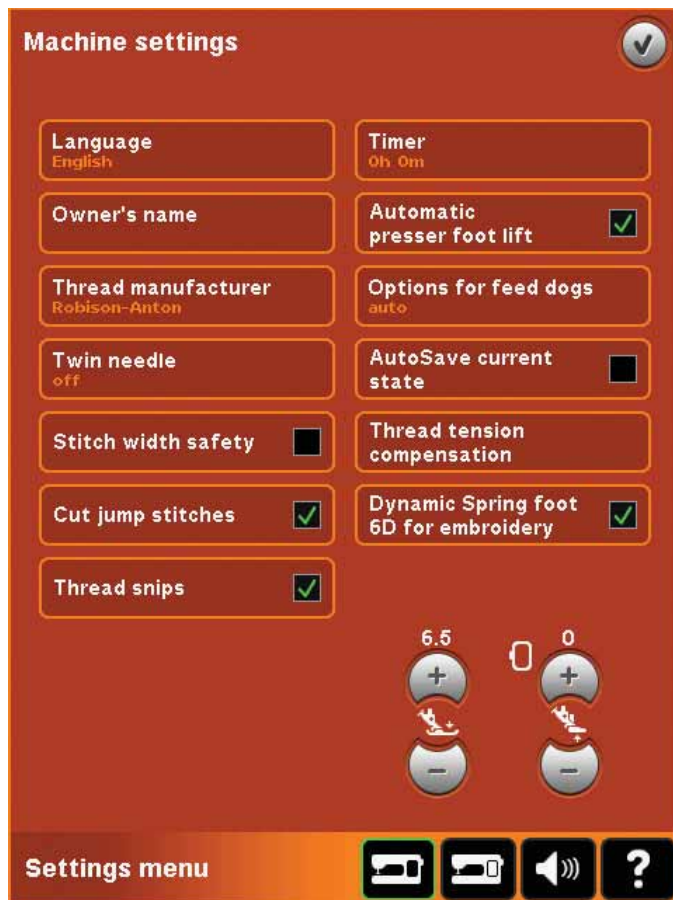 Machine settings
Language
English
Timer
0h 0m
Owner's name
Automatic
presser foot lift
Thread manufacturer
Robison-Anton
Options for feed dogs
auto
Twin needle
off
AutoSave current
state
Stitch width safety
Thread tension
compensation
Cut jump stitches
Dynamic Spring foot
6D for embroidery
Thread snips
6.5
0
+
+
-
-
Settings menu
?